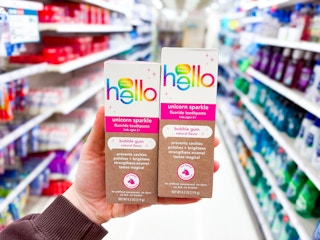 hello
unicorn sparkle
fluoride toothpaste
bubble gum
natural flavor
prevents cavities
polishes + brightens
strengthens enamel
tastes magical
hello
unicorn sparkle
fluoride toothpaste
bubble gum
natural flavor
prevents cavities
polishes + brightens
strengthens enamel
tastes magical